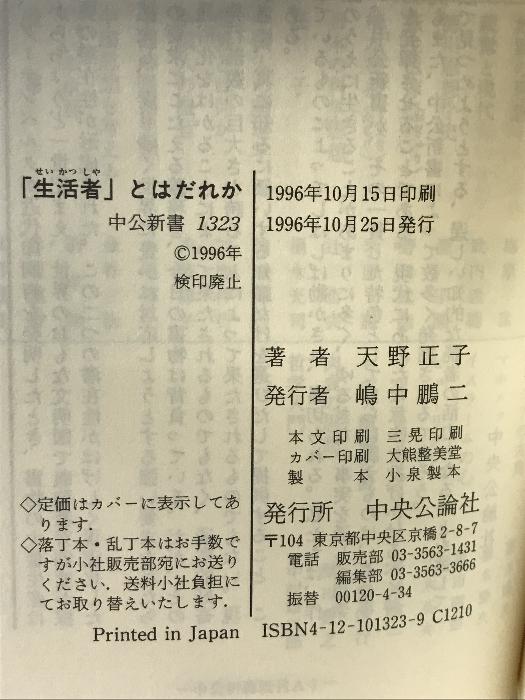 せいかつしゃ
「生活者」とはだれか
中公新書 1323
©1996年
検印廃止
◇定価はカバーに表示してあ
ります.
◇落丁本・乱丁本はお手数で
すが小社販売部宛にお送り
ください. 送料小社負担に
てお取り替えいたします.
Printed in Japan
1996年10月15日印刷
1996年10月25日発行
著者 天野正子
発行者 嶋中鵬二
本文印刷 三晃印刷
カバー印刷 大熊整美堂
製本 小泉製本
発行所 中央公論社
〒104 東京都中央区京橋2-8-7
電話 販売部 03-3563-1431
編集部 03-3563-3666
振替 00120-4-34
ISBN4-12-101323-9 C1210